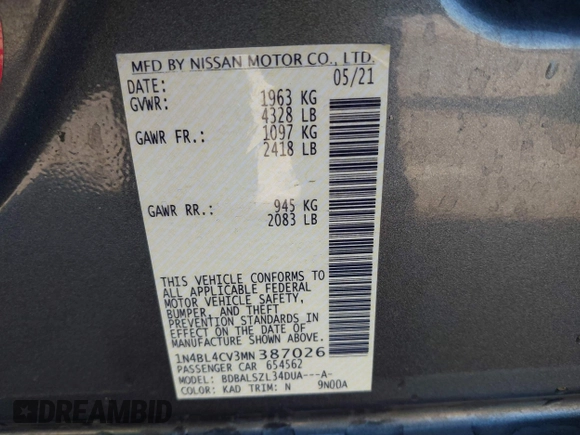 MFD BY NISSAN MOTOR CO., LTD.
DATE: 05/21
GVWR: 1963 KG
4328 LB
GAWR FR.: 1097 KG
2418 LB
GAWR RR.: 945 KG
2083 LB
THIS VEHICLE CONFORMS TO
ALL APPLICABLE FEDERAL
MOTOR VEHICLE SAFETY,
BUMPER, AND THEFT
PREVENTION STANDARDS IN
EFFECT ON THE DATE OF
MANUFACTURE SHOWN ABOVE.
1N4BL4CV3MN387026
PASSENGER CAR 654562
MODEL: BDBALSZL34DUA---A-
COLOR: KAD TRIM: N 9N00A
DREAMBID